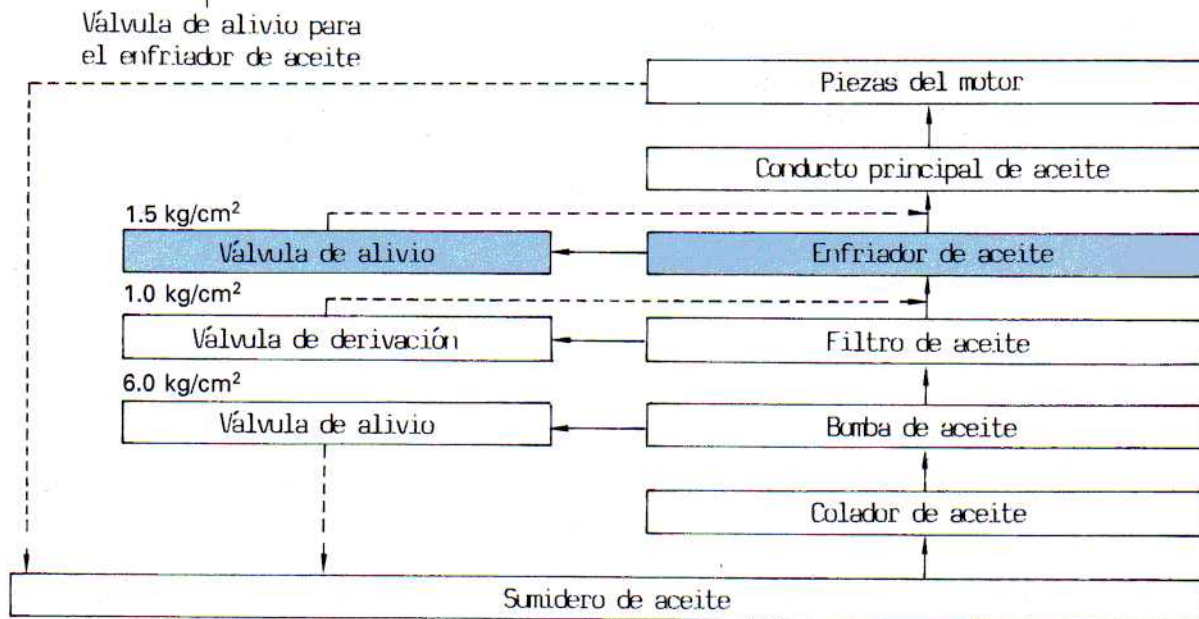 Válvula de alivio para
el enfriador de aceite
Piezas del motor
Conducto principal de aceite
1.5 kg/cm²
Válvula de alivio
Enfriador de aceite
1.0 kg/cm²
Válvula de derivación
Filtro de aceite
6.0 kg/cm²
Válvula de alivio
Bomba de aceite
Colador de aceite
Sumidero de aceite